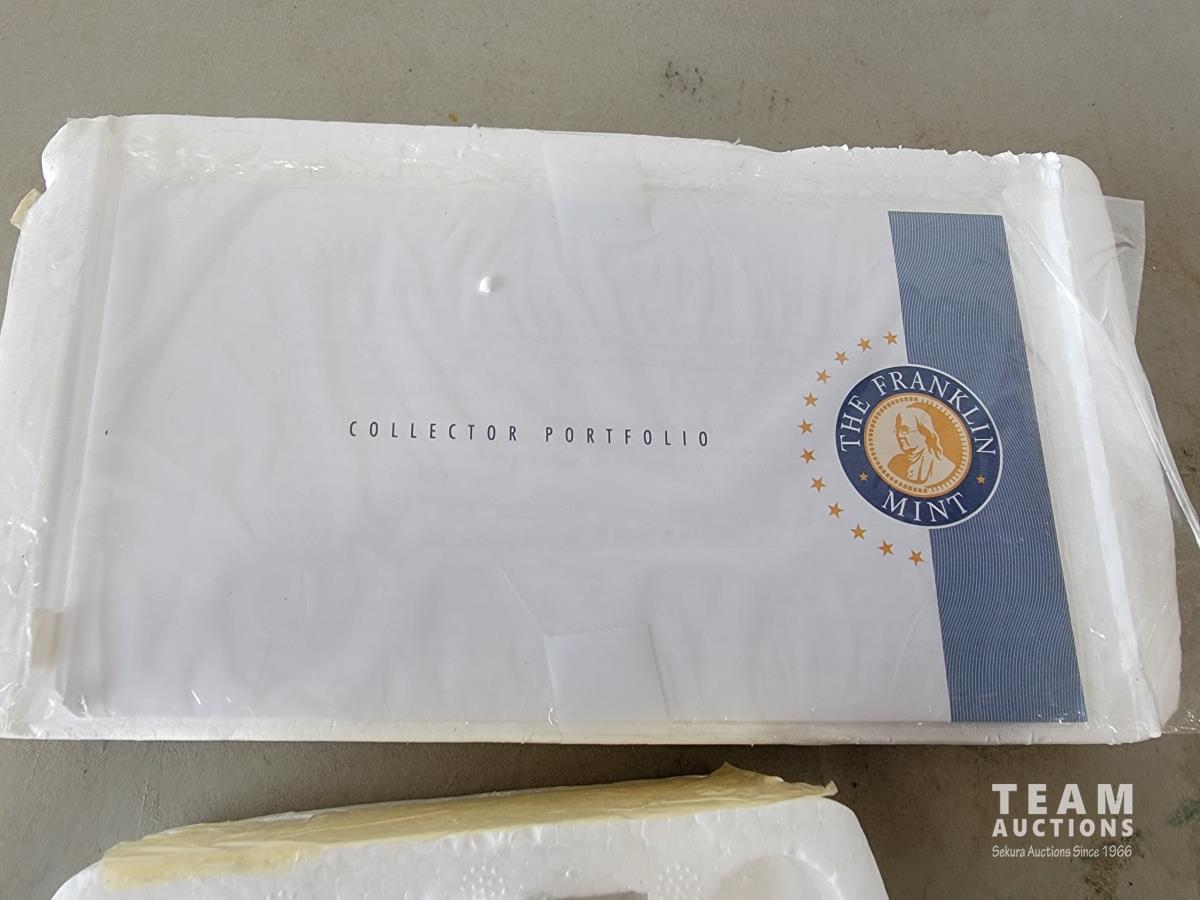 COLLECTOR PORTFOLIO
THE FRANKLIN
MINT
TEAM
AUCTIONS
Sekura Auctions Since 1966